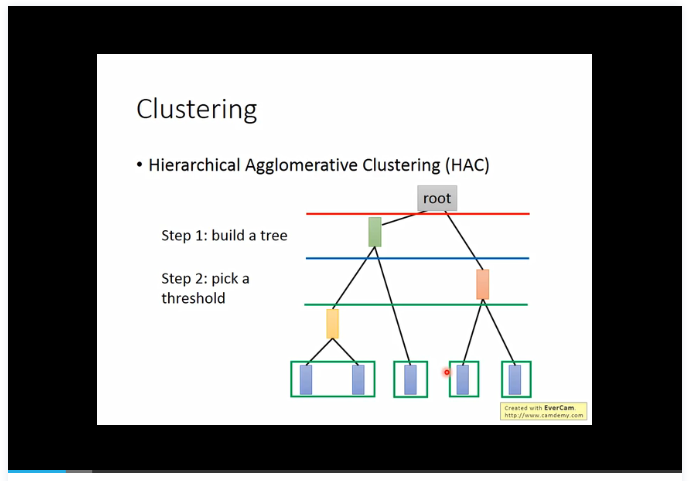 Clustering
• Hierarchical Agglomerative Clustering (HAC)
root
Step 1: build a tree
Step 2: pick a
threshold
Created with EverCam.
http://www.camdemy.com